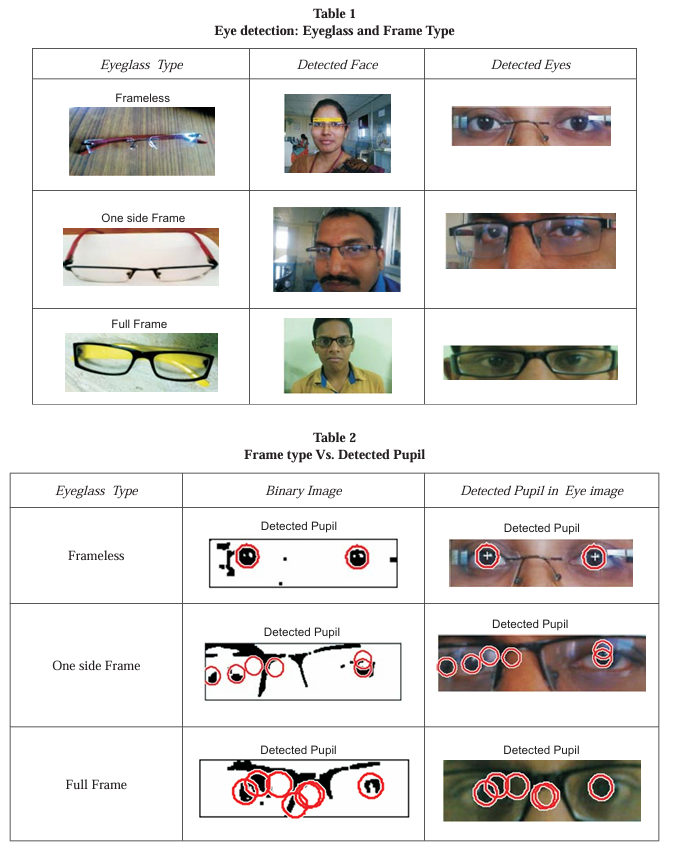 Table 1
Eye detection: Eyeglass and Frame Type
Eyeglass Type
Detected Face
Detected Eyes
Frameless
One side Frame
Full Frame
Table 2
Frame type Vs. Detected Pupil
Eyeglass Type
Binary Image
Detected Pupil in Eye image
Frameless
Detected Pupil
Detected Pupil
One side Frame
Detected Pupil
Detected Pupil
Full Frame
Detected Pupil
Detected Pupil